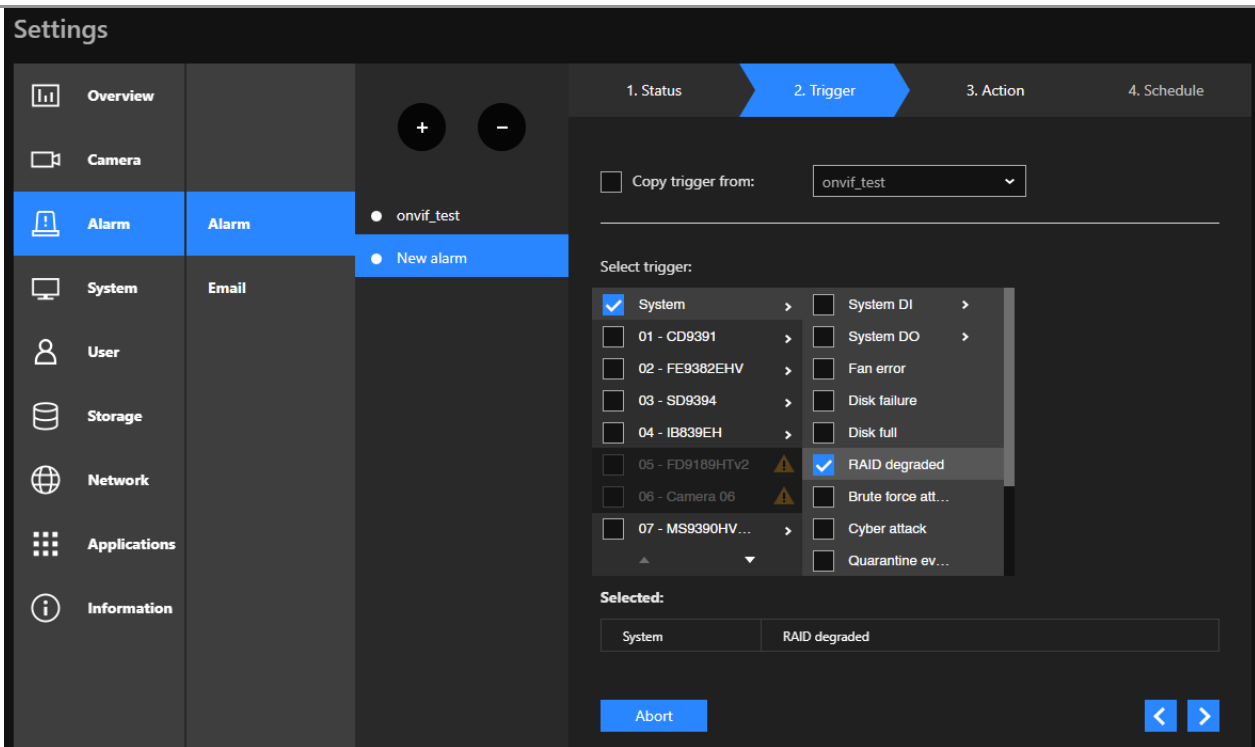 Settings
Overview
Camera
Alarm
System
User
Storage
Network
Applications
Information
Alarm
Email
+ -
onvif_test
New alarm
1. Status 2. Trigger 3. Action 4. Schedule
Copy trigger from: onvif_test
Select trigger:
System > System DI >
01 - CD9391 > System DO >
02 - FE9382EHV > Fan error
03 - SD9394 > Disk failure
04 - IB839EH > Disk full
05 - FD9189HTv2 RAID degraded
06 - Camera 06 Brute force att...
07 - MS9390HV... > Cyber attack
Quarantine ev...
Selected:
System RAID degraded
Abort < >